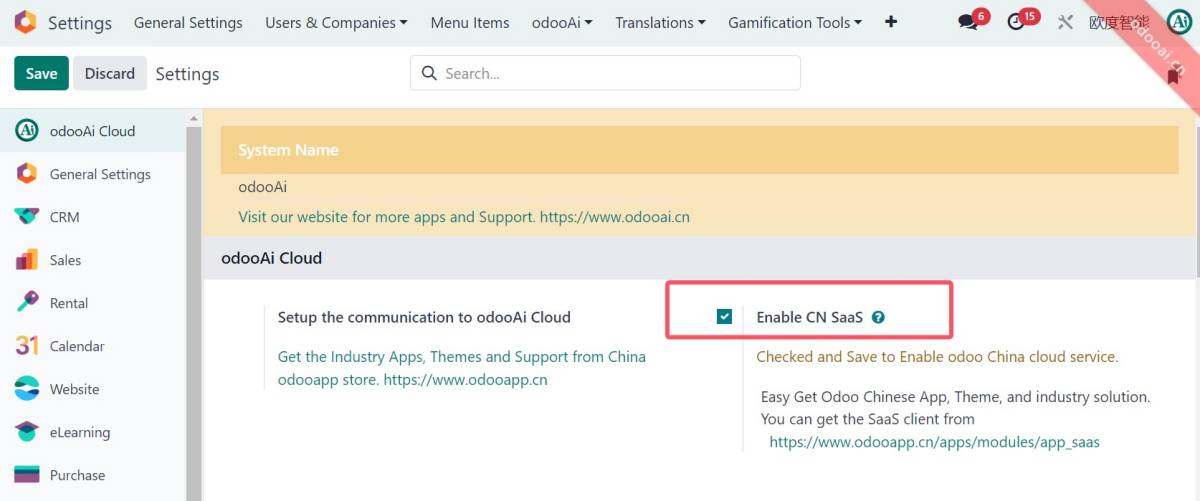 Settings General Settings Users & Companies Menu Items odooAi Translations Gamification Tools 6 15 欧度智能 Ai
odooai.cn
Save Discard Settings Search...
Ai odooAi Cloud
General Settings
CRM
Sales
Rental
31 Calendar
Website
eLearning
Purchase
System Name
odooAi
Visit our website for more apps and Support. https://www.odooai.cn
odooAi Cloud
Setup the communication to odooAi Cloud
Get the Industry Apps, Themes and Support from China
odooapp store. https://www.odooapp.cn
Enable CN SaaS ?
Checked and Save to Enable odoo China cloud service.
Easy Get Odoo Chinese App, Theme, and industry solution.
You can get the SaaS client from
https://www.odooapp.cn/apps/modules/app_saas